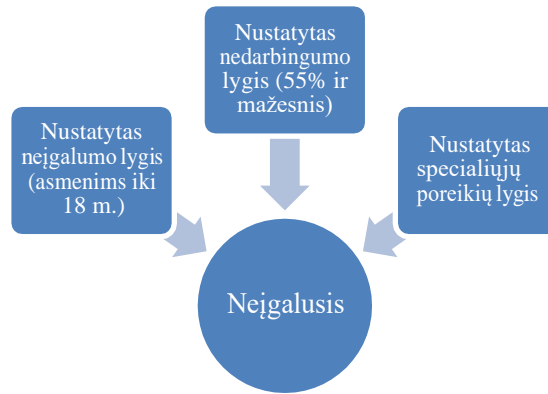 Nustatytas
nedarbingumo
lygis (55% ir
mažesnis)
Nustatytas
neįgalumo lygis
(asmenims iki
18 m.)
Nustatytas
specialiųjų
poreikių lygis
Neįgalusis